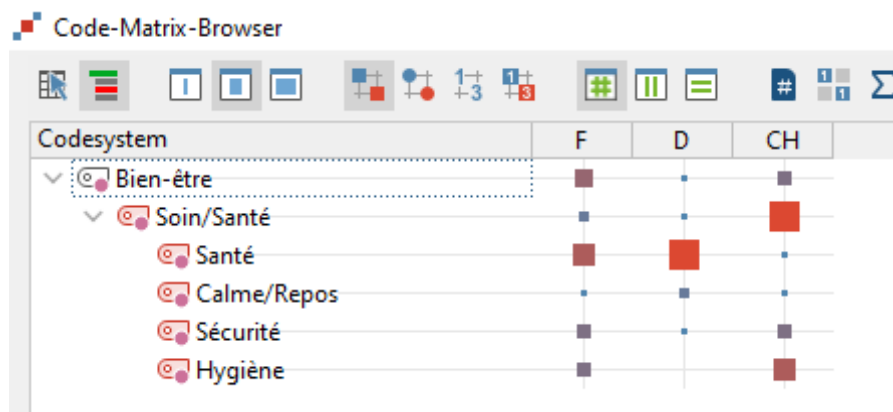 Code-Matrix-Browser
Codesystem F D CH
Bien-être
Soin/Santé
Santé
Calme/Repos
Sécurité
Hygiène